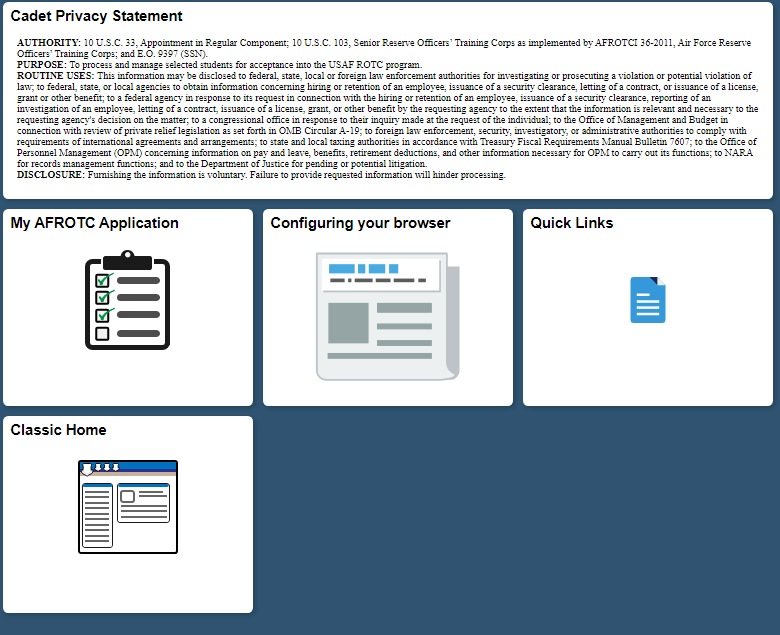 Cadet Privacy Statement
AUTHORITY: 10 U.S.C. 33, Appointment in Regular Component; 10 U.S.C. 103, Senior Reserve Officers' Training Corps as implemented by AFROTCI 36-2011, Air Force Reserve
Officers' Training Corps; and E.O. 9397 (SSN).
PURPOSE: To process and manage selected students for acceptance into the USAF ROTC program.
ROUTINE USES: This information may be disclosed to federal, state, local or foreign law enforcement authorities for investigating or prosecuting a violation or potential violation of
law; to federal, state, or local agencies to obtain information concerning hiring or retention of an employee, issuance of a security clearance, letting of a contract, or issuance of a license,
grant or other benefit; to a federal agency in response to its request in connection with the hiring or retention of an employee, issuance of a security clearance, reporting of an
investigation of an employee, letting of a contract, issuance of a license, grant, or other benefit by the requesting agency to the extent that the information is relevant and necessary to the
requesting agency's decision on the matter; to a congressional office in response to their inquiry made at the request of the individual; to the Office of Management and Budget in
connection with review of private relief legislation as set forth in OMB Circular A-19; to foreign law enforcement, security, investigatory, or administrative authorities to comply with
requirements of international agreements and arrangements; to state and local taxing authorities in accordance with Treasury Fiscal Requirements Manual Bulletin 7607; to the Office of
Personnel Management (OPM) concerning information on pay and leave, benefits, retirement deductions, and other information necessary for OPM to carry out its functions; to NARA
for records management functions; and to the Department of Justice for pending or potential litigation.
DISCLOSURE: Furnishing the information is voluntary. Failure to provide requested information will hinder processing.
My AFROTC Application
Configuring your browser
Quick Links
Classic Home